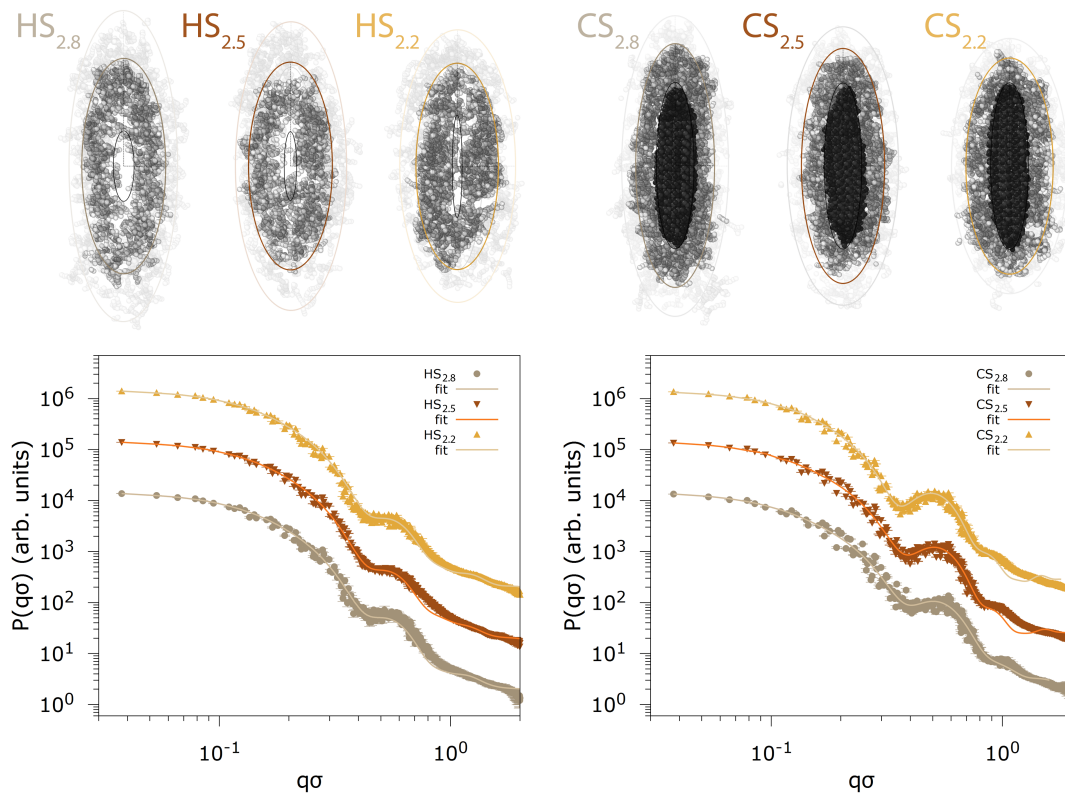 HS2.8 HS2.5 HS2.2 CS2.8 CS2.5 CS2.2
P(qσ) (arb. units)
10^6
10^5
10^4
10^3
10^2
10^1
10^0
HS2.8
fit
HS2.5
fit
HS2.2
fit
10^-1 10^0
qσ
P(qσ) (arb. units)
10^6
10^5
10^4
10^3
10^2
10^1
10^0
CS2.8
fit
CS2.5
fit
CS2.2
fit
10^-1 10^0
qσ